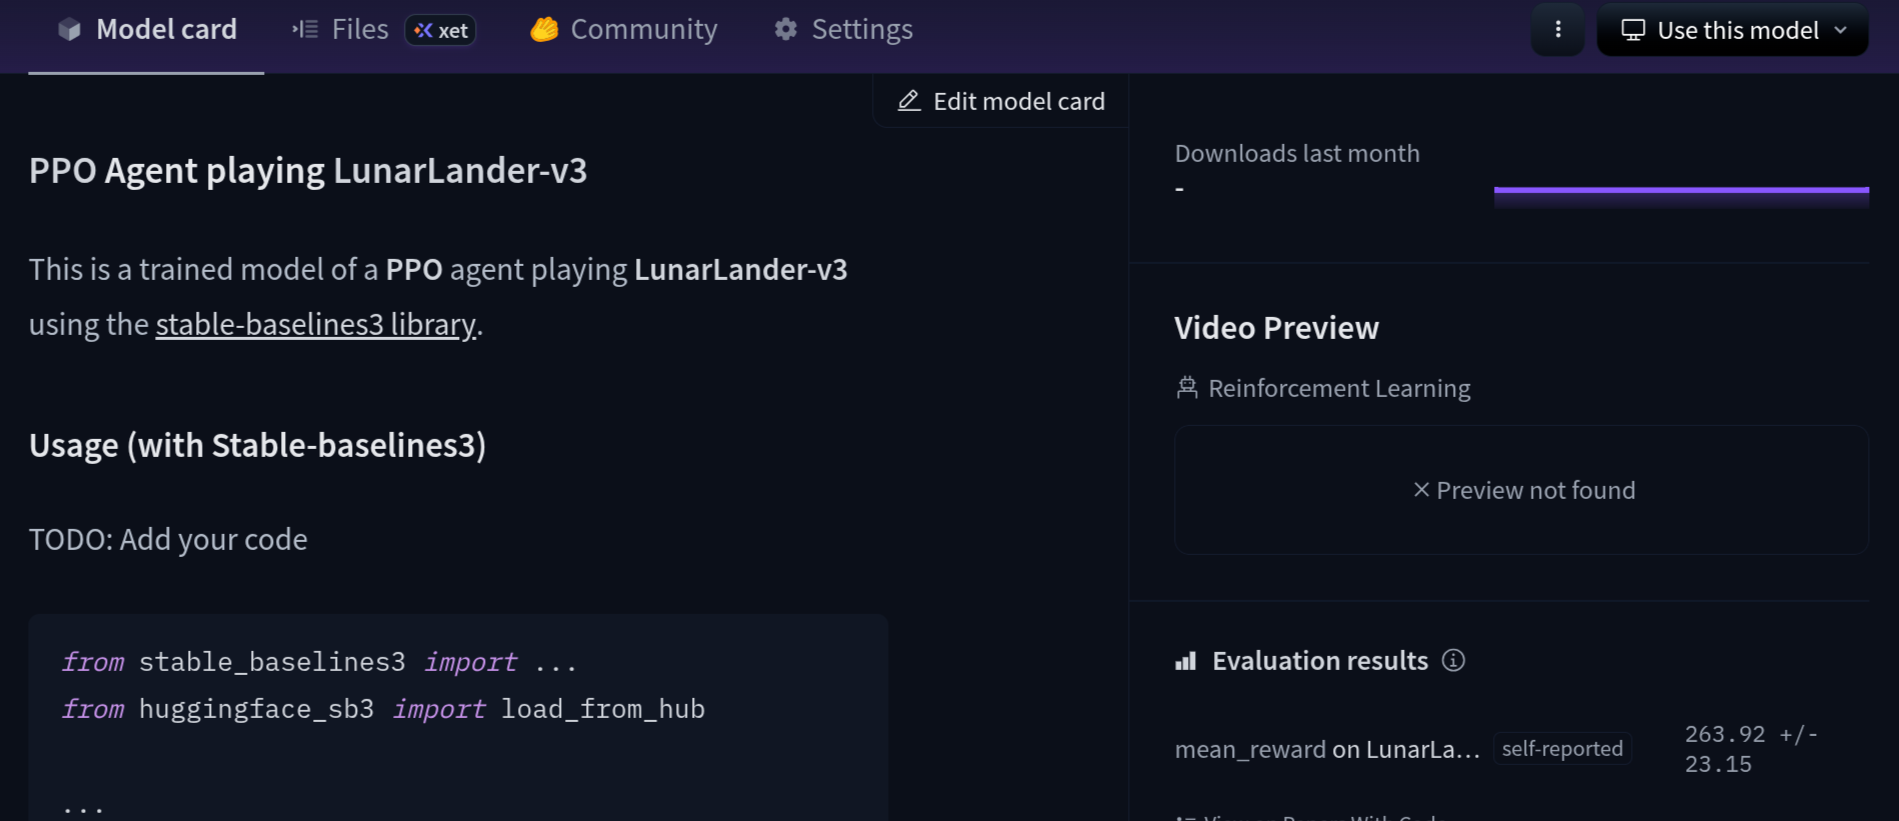 Model card
Files
xet
Community
Settings
Use this model
Edit model card
PPO Agent playing LunarLander-v3
This is a trained model of a PPO agent playing LunarLander-v3
using the stable-baselines3 library.
Usage (with Stable-baselines3)
TODO: Add your code
from stable_baselines3 import ...
from huggingface_sb3 import load_from_hub
...
Downloads last month
-
Video Preview
Reinforcement Learning
Preview not found
Evaluation results
mean_reward on LunarLa...
self-reported
263.92 +/-
23.15